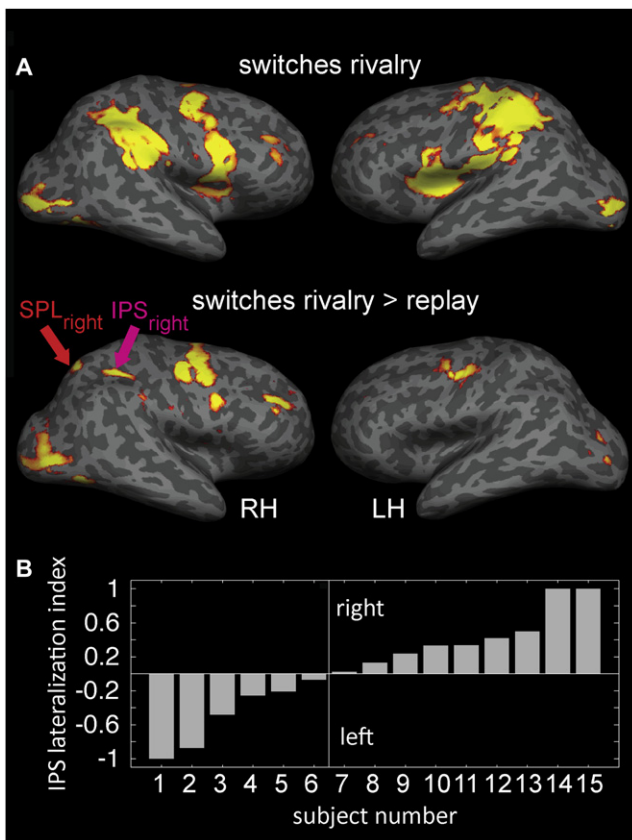 A
switches rivalry
switches rivalry > replay
SPLright IPSright
RH LH
B
IPS lateralization index
1
0.6
0.2
-0.2
-0.6
-1
right
left
1 2 3 4 5 6 7 8 9 10 11 12 13 14 15
subject number